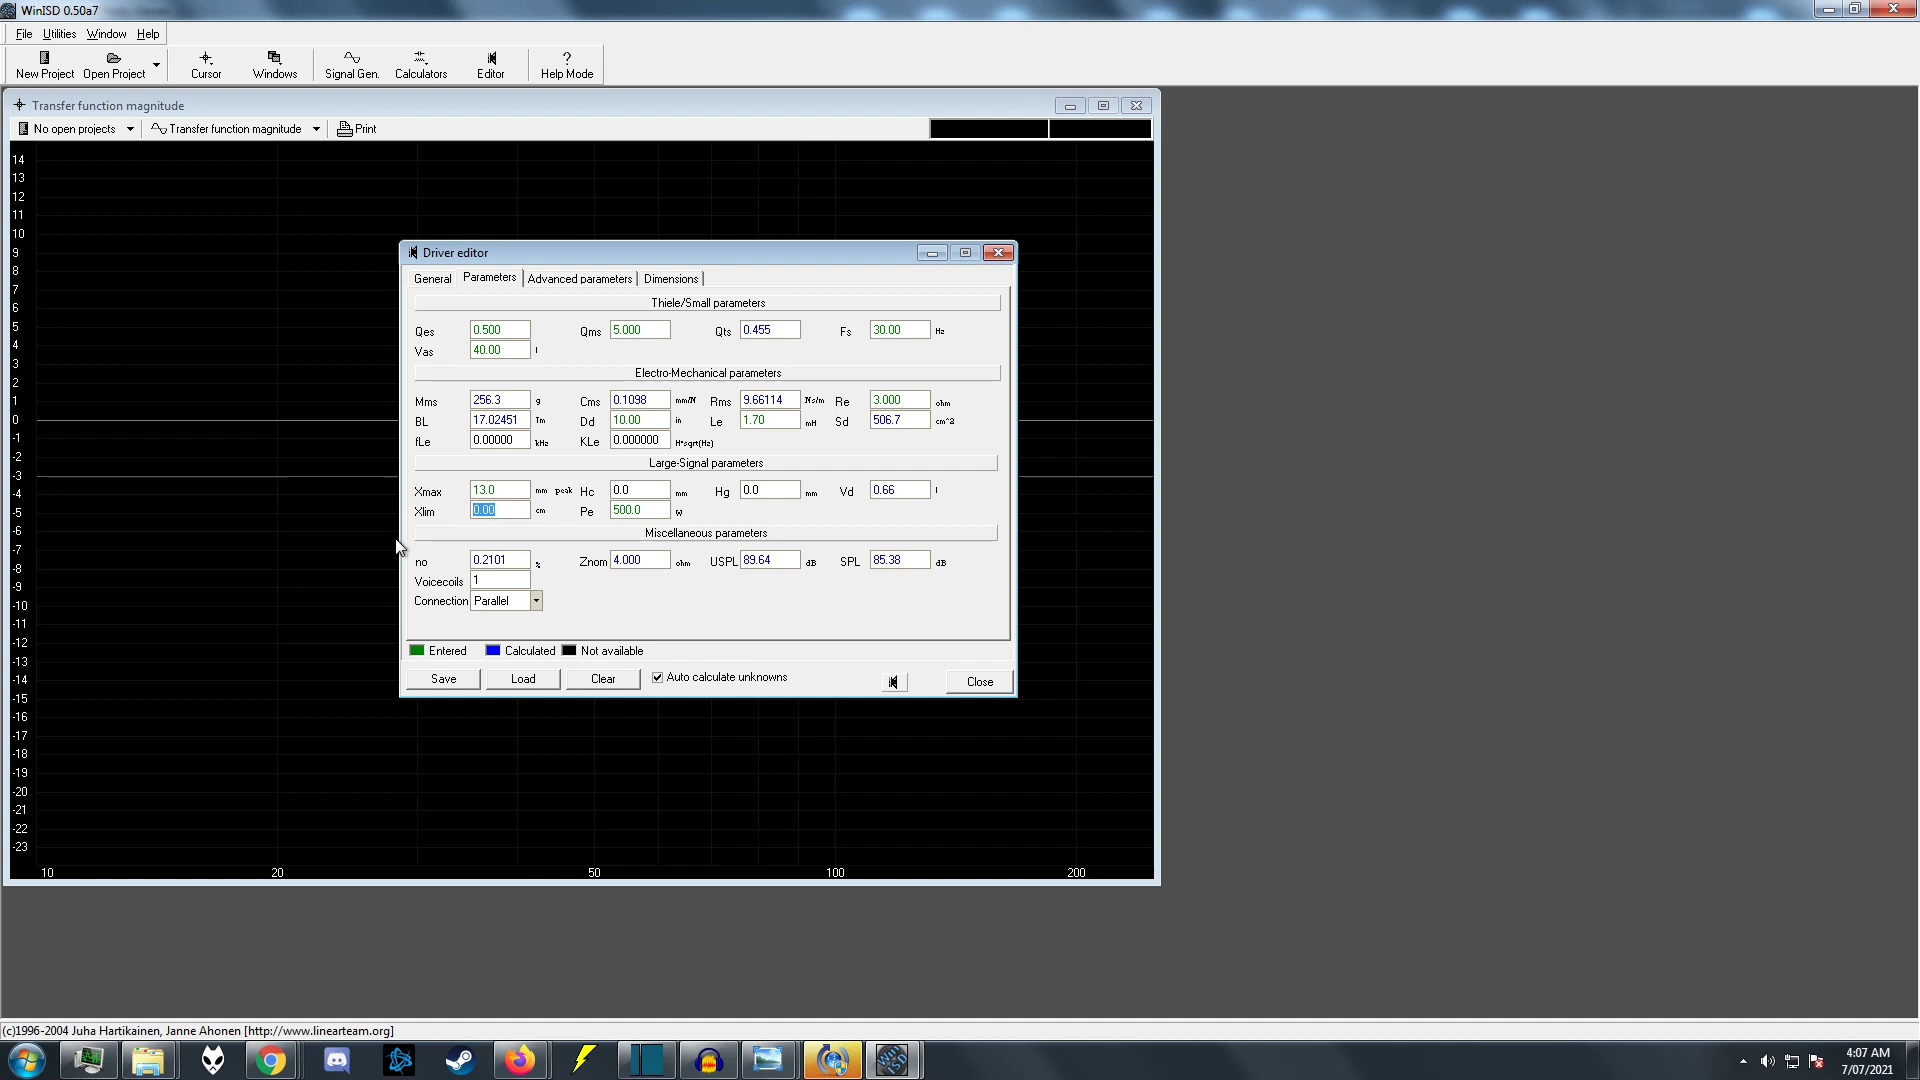 WinISD 0.50a7
File Utilities Window Help
New Project Open Project Cursor Windows Signal Gen. Calculators Editor Help Mode
Transfer function magnitude
No open projects Transfer function magnitude Print
14
13
12
11
10
9
8
7
6
5
4
3
2
1
0
-1
-2
-3
-4
-5
-6
-7
-8
-9
-10
-11
-12
-13
-14
-15
-16
-17
-18
-19
-20
-21
-22
-23
10 20 50 100 200
Driver editor
General Parameters Advanced parameters Dimensions
Thiele/Small parameters
Qes 0.500 Qms 5.000 Qts 0.455 Fs 30.00 Hz
Vas 40.00 l
Electro-Mechanical parameters
Mms 256.3 g Cms 0.1098 mm/N Rms 9.66114 Ns/m Re 3.000 ohm
BL 17.02451 Tm Dd 10.00 in Le 1.70 mH Sd 506.7 cm^2
fLe 0.00000 kHz KLe 0.000000 H*sqrt(Hz)
Large-Signal parameters
Xmax 13.0 mm peak Hc 0.0 mm Hg 0.0 mm Vd 0.66 l
Xlim 0.00 cm Pe 500.0 W
Miscellaneous parameters
no 0.2101 % Znom 4.000 ohm USPL 89.64 dB SPL 85.38 dB
Voicecoils 1
Connection Parallel
Entered Calculated Not available
Save Load Clear Auto calculate unknowns Close
(c)1996-2004 Juha Hartikainen, Janne Ahonen [http://www.linearteam.org]
Win ISD
4:07 AM
7/07/2021